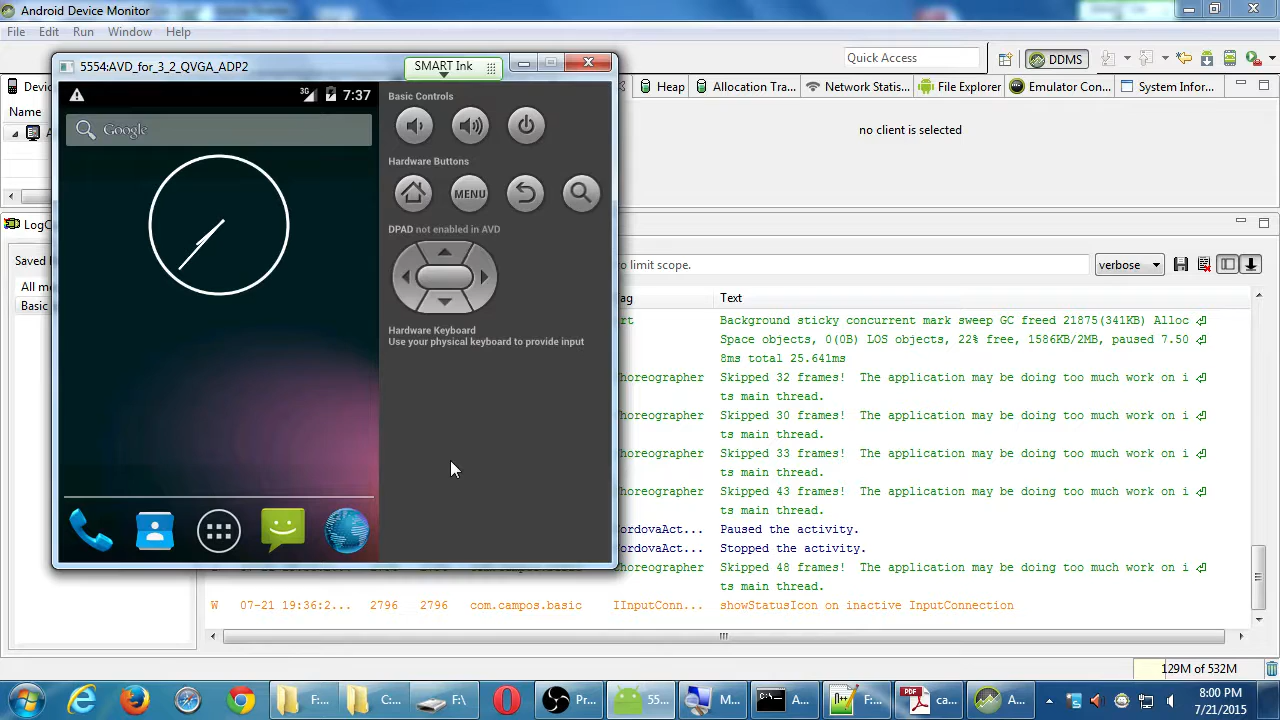 Android Device Monitor
File Edit Run Window Help
Quick Access
DDMS
5554:AVD_for_3_2_QVGA_ADP2
SMART Ink
Heap
Allocation Tra...
Network Statis...
File Explorer
Emulator Con...
System Infor...
Name
no client is selected
3G 7:37
Google
Basic Controls
Hardware Buttons
MENU
DPAD not enabled in AVD
Hardware Keyboard
Use your physical keyboard to provide input
LogC
Saved
All me
Basic
o limit scope.
verbose
ag Text
rt Background sticky concurrent mark sweep GC freed 21875(341KB) Alloc
Space objects, 0(0B) LOS objects, 22% free, 1586KB/2MB, paused 7.50
8ms total 25.641ms
horeographer Skipped 32 frames! The application may be doing too much work on i
ts main thread.
horeographer Skipped 30 frames! The application may be doing too much work on i
ts main thread.
horeographer Skipped 33 frames! The application may be doing too much work on i
ts main thread.
horeographer Skipped 43 frames! The application may be doing too much work on i
ts main thread.
ordovaAct... Paused the activity.
ordovaAct... Stopped the activity.
horeographer Skipped 48 frames! The application may be doing too much work on i
ts main thread.
W 07-21 19:36:2... 2796 2796 com.campos.basic IInputConn... showStatusIcon on inactive InputConnection
129M of 532M
F:...
C:...
F:\
Pr...
55...
M...
A...
F:...
ca...
A...
8:00 PM
7/21/2015